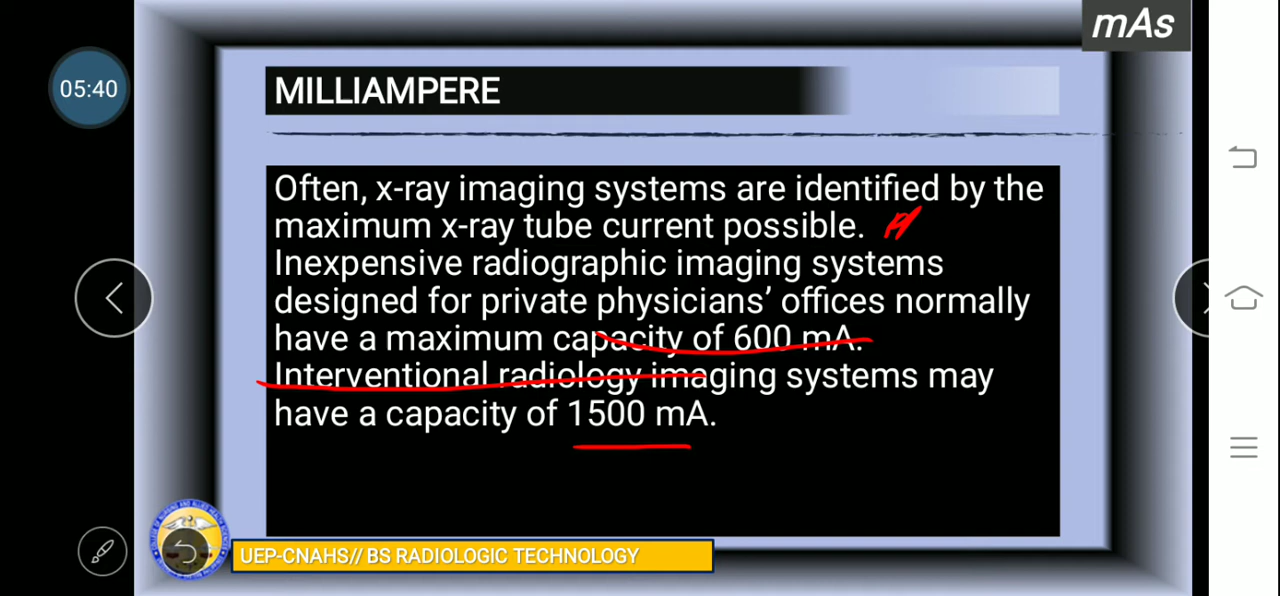 mAs
05:40
MILLIAMPERE
Often, x-ray imaging systems are identified by the
maximum x-ray tube current possible.
Inexpensive radiographic imaging systems
designed for private physicians’ offices normally
have a maximum capacity of 600 mA.
Interventional radiology imaging systems may
have a capacity of 1500 mA.
UEP-CNAHS// BS RADIOLOGIC TECHNOLOGY